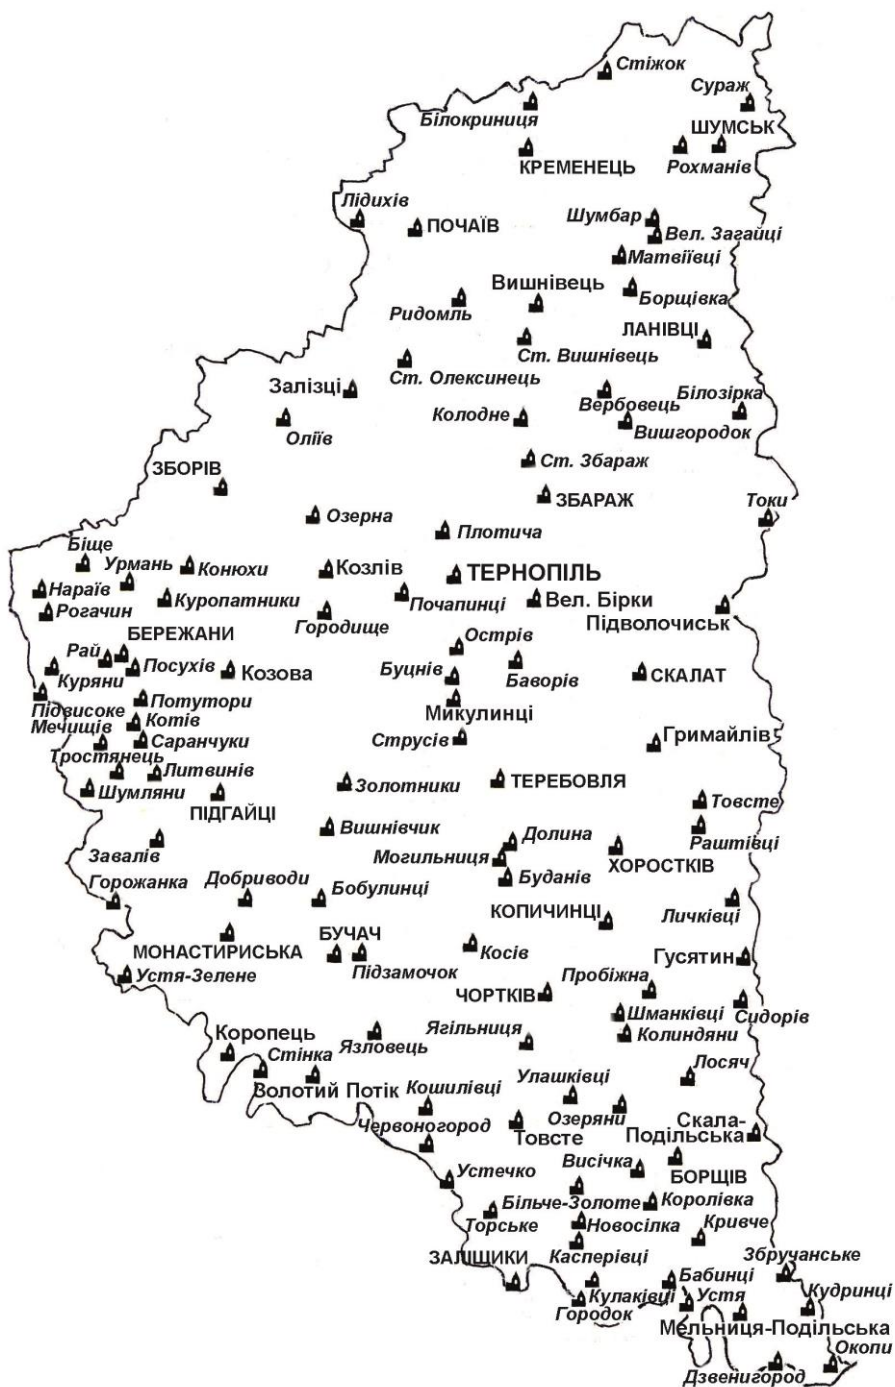 Стіжок
Сураж
Білокриниця
ШУМСЬК
КРЕМЕНЕЦЬ
Рохманів
Лідихів
ПОЧАЇВ
Шумбар
Вел. Загайці
Матвіївці
Вишнівець
Борщівка
Ридомль
ЛАНІВЦІ
Ст. Вишнівець
Ст. Олексинець
Залізці
Вербовець
Білозірка
Оліїв
Колодне
Вишгородок
ЗБОРІВ
Ст. Збараж
ЗБАРАЖ
Токи
Озерна
Плотича
Біще
Урмань
Конюхи
Козлів
ТЕРНОПІЛЬ
Нараїв
Куропатники
Почапинці
Вел. Бірки
Рогачин
Городище
Підволочиськ
БЕРЕЖАНИ
Острів
Рай
Посухів
Козова
Буцнів
Баворів
СКАЛАТ
Куряни
Підвисоке
Потутори
Микулинці
Мечищів
Котів
Саранчуки
Струсів
Гримайлів
Тростянець
Литвинів
Золотники
ТЕРЕБОВЛЯ
Шумляни
ПІДГАЙЦІ
Товсте
Вишнівчик
Долина
Раштівці
Завалів
Могильниця
ХОРОСТКІВ
Горожанка
Добриводи
Бобулинці
Буданів
КОПИЧИНЦІ
Личківці
МОНАСТИРИСЬКА
БУЧАЧ
Підзамочок
Косів
Гусятин
Устя-Зелене
Пробіжна
ЧОРТКІВ
Шманківці
Сидорів
Коропець
Язловець
Ягільниця
Колиндяни
Стінка
Лосяч
Золотий Потік
Кошилівці
Улашківці
Озеряни
Скала-
Подільська
Червоногород
Товсте
Висічка
БОРЩІВ
Устечко
Більче-Золоте
Королівка
Торське
Новосілка
Кривче
ЗАЛІЩИКИ
Касперівці
Збручанське
Бабинці
Кулаківці
Устя
Кудринці
Городок
Мельниця-Подільська
Окопи
Дзвенигород